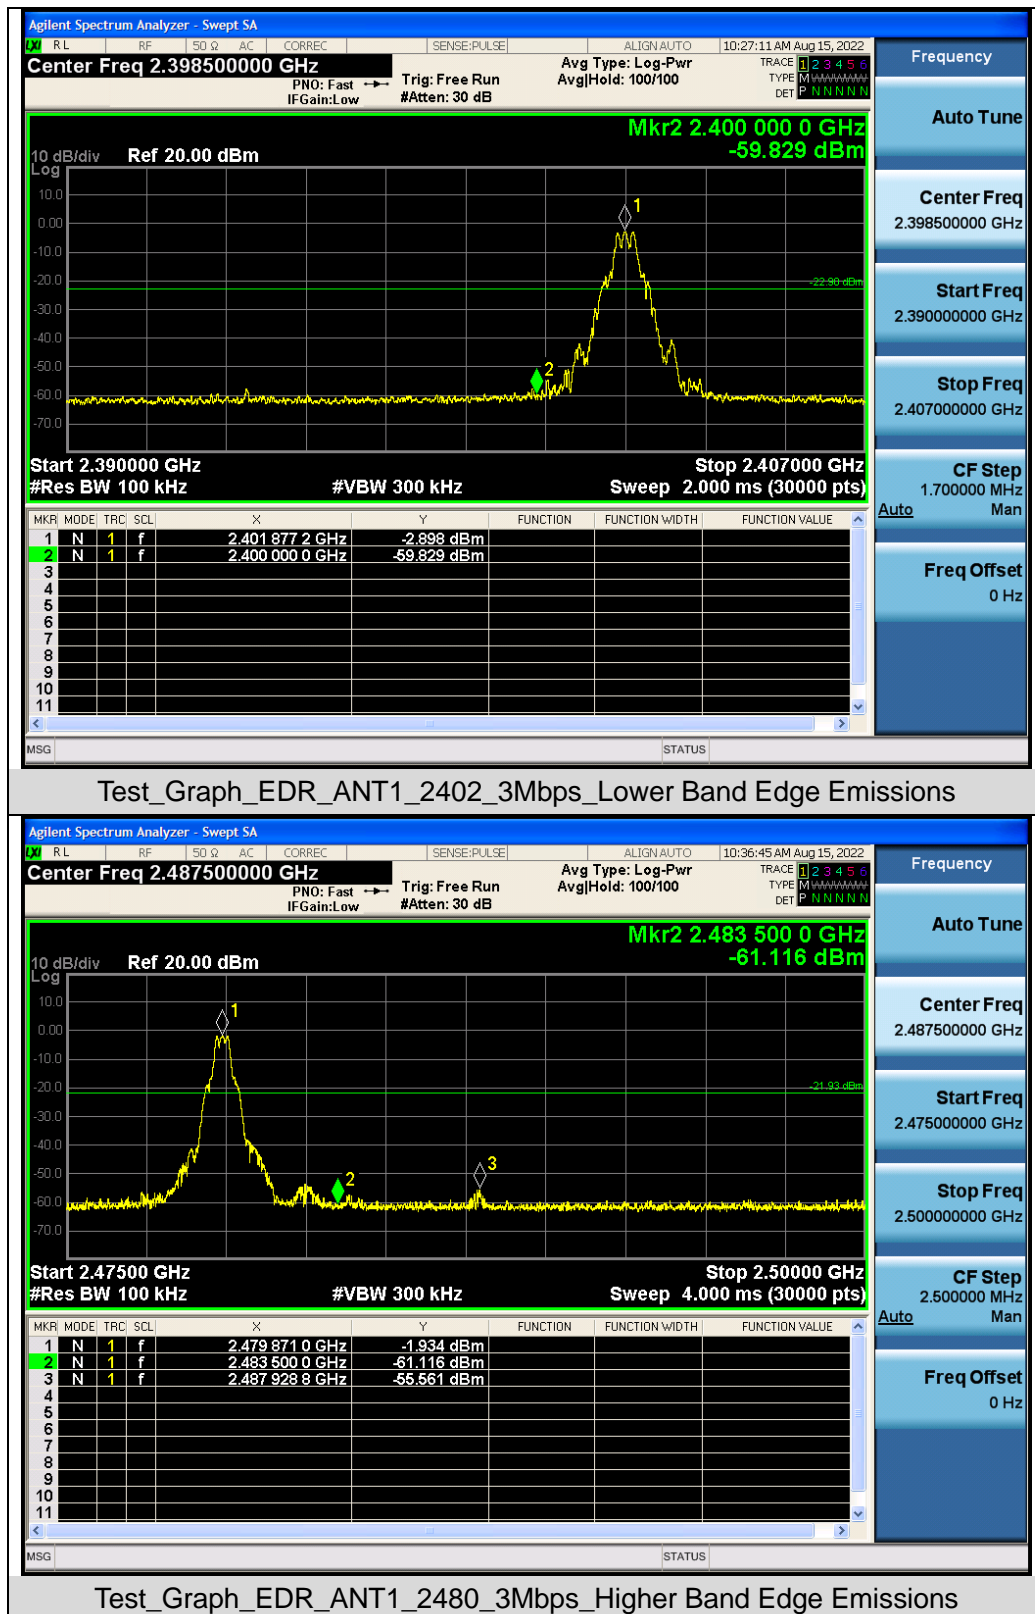 Agilent Spectrum Analyzer - Swept SA
LXI RL RF 50 Ω AC CORREC SENSE:PULSE ALIGN AUTO 10:27:11 AM Aug 15, 2022
Center Freq 2.398500000 GHz
PNO: Fast
IFGain:Low
Trig: Free Run
#Atten: 30 dB
Avg Type: Log-Pwr
Avg|Hold: 100/100
TRACE 1 2 3 4 5 6
TYPE M
DET P N N N N N
Frequency
Auto Tune
Center Freq
2.398500000 GHz
Start Freq
2.390000000 GHz
Stop Freq
2.407000000 GHz
CF Step
1.700000 MHz
Auto Man
Freq Offset
0 Hz
Mkr2 2.400 000 0 GHz
-59.829 dBm
10 dB/div Ref 20.00 dBm
Log
10.0
0.00
-10.0
-20.0
-30.0
-40.0
-50.0
-60.0
-70.0
1
-22.90 dBm
2
Start 2.390000 GHz Stop 2.407000 GHz
#Res BW 100 kHz #VBW 300 kHz Sweep 2.000 ms (30000 pts)
MKR MODE TRC SCL X Y FUNCTION FUNCTION WIDTH FUNCTION VALUE
1 N 1 f 2.401 877 2 GHz -2.898 dBm
2 N 1 f 2.400 000 0 GHz -59.829 dBm
3
4
5
6
7
8
9
10
11
MSG STATUS
Test_Graph_EDR_ANT1_2402_3Mbps_Lower Band Edge Emissions
Agilent Spectrum Analyzer - Swept SA
LXI RL RF 50 Ω AC CORREC SENSE:PULSE ALIGN AUTO 10:36:45 AM Aug 15, 2022
Center Freq 2.487500000 GHz
PNO: Fast
IFGain:Low
Trig: Free Run
#Atten: 30 dB
Avg Type: Log-Pwr
Avg|Hold: 100/100
TRACE 1 2 3 4 5 6
TYPE M
DET P N N N N N
Frequency
Auto Tune
Center Freq
2.487500000 GHz
Start Freq
2.475000000 GHz
Stop Freq
2.500000000 GHz
CF Step
2.500000 MHz
Auto Man
Freq Offset
0 Hz
Mkr2 2.483 500 0 GHz
-61.116 dBm
10 dB/div Ref 20.00 dBm
Log
10.0
0.00
-10.0
-20.0
-30.0
-40.0
-50.0
-60.0
-70.0
1
-21.93 dBm
2
3
Start 2.47500 GHz Stop 2.50000 GHz
#Res BW 100 kHz #VBW 300 kHz Sweep 4.000 ms (30000 pts)
MKR MODE TRC SCL X Y FUNCTION FUNCTION WIDTH FUNCTION VALUE
1 N 1 f 2.479 871 0 GHz -1.934 dBm
2 N 1 f 2.483 500 0 GHz -61.116 dBm
3 N 1 f 2.487 928 8 GHz -55.561 dBm
4
5
6
7
8
9
10
11
MSG STATUS
Test_Graph_EDR_ANT1_2480_3Mbps_Higher Band Edge Emissions